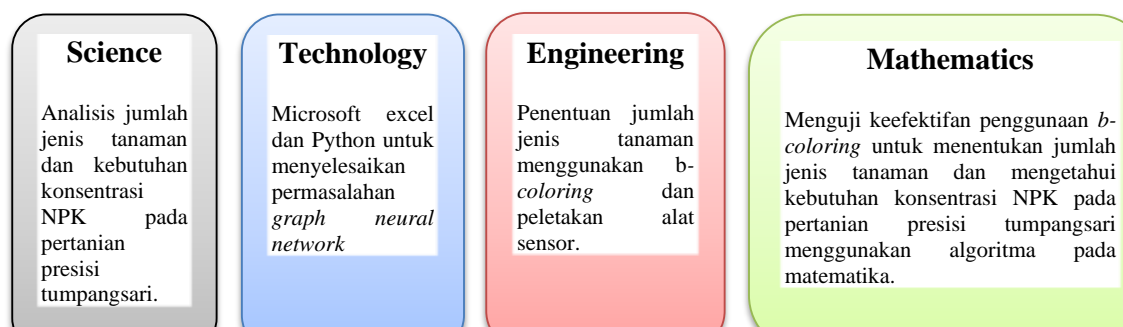 Science
Analisis jumlah
jenis tanaman
dan kebutuhan
konsentrasi
NPK pada
pertanian
presisi
tumpangsari.
Technology
Microsoft excel
dan Python untuk
menyelesaikan
permasalahan
graph neural
network
Engineering
Penentuan jumlah
jenis tanaman
menggunakan b-
coloring dan
peletakan alat
sensor.
Mathematics
Menguji keefektifan penggunaan b-
coloring untuk menentukan jumlah
jenis tanaman dan mengetahui
kebutuhan konsentrasi NPK pada
pertanian presisi tumpangsari
menggunakan algoritma pada
matematika.